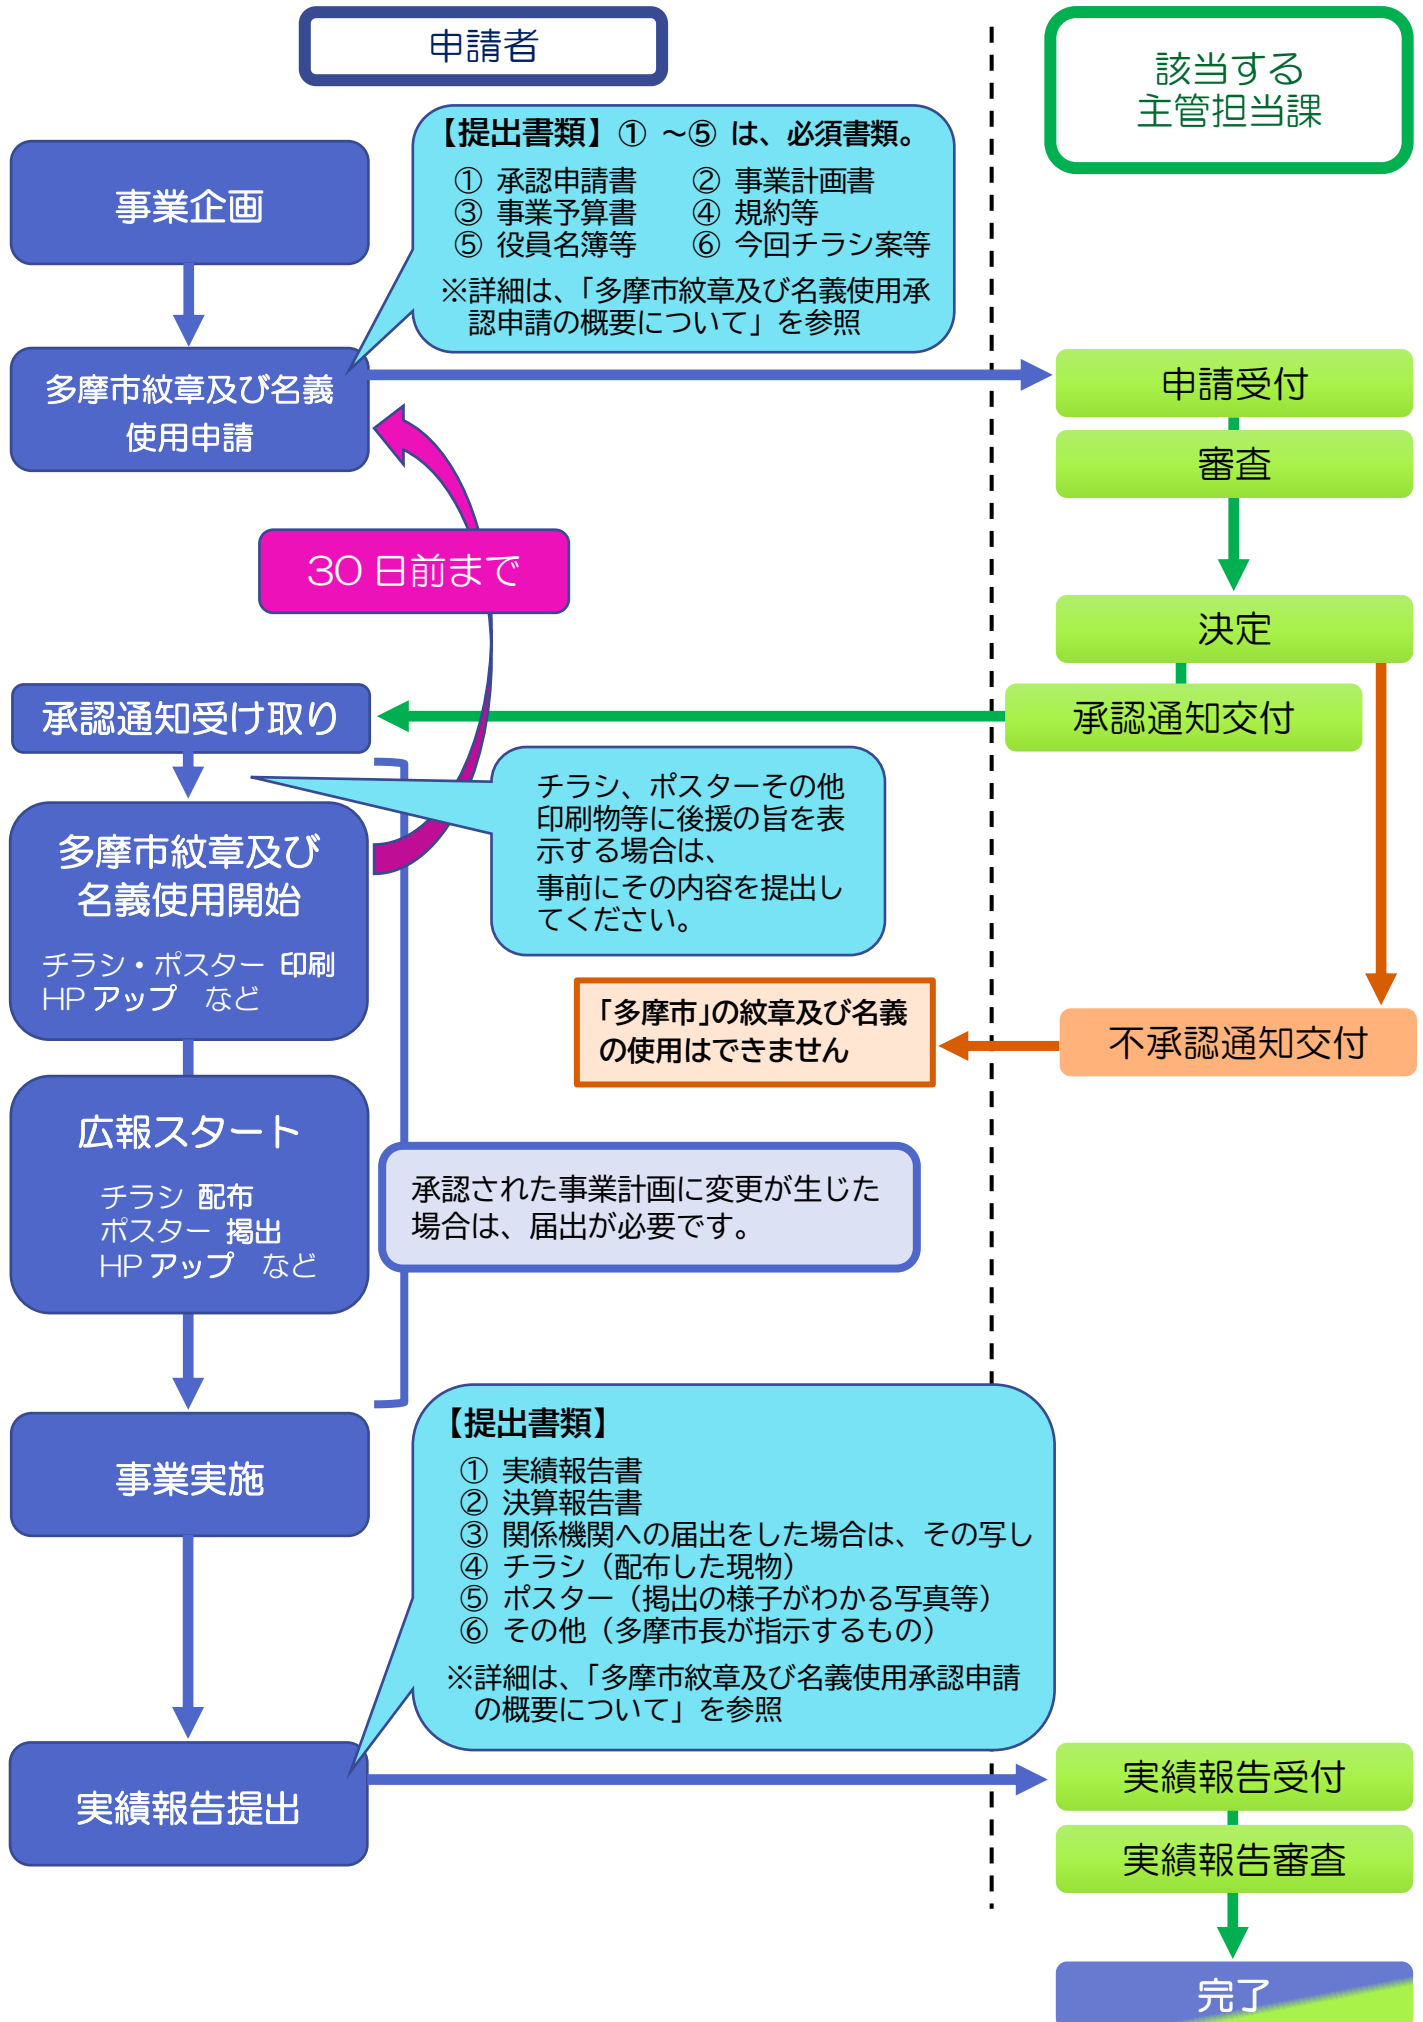 申請者
該当する
主管担当課
【提出書類】① ～⑤ は、必須書類。
① 承認申請書 ② 事業計画書
③ 事業予算書 ④ 規約等
⑤ 役員名簿等 ⑥ 今回チラシ案等
※詳細は、「多摩市紋章及び名義使用承
認申請の概要について」を参照
事業企画
多摩市紋章及び名義
使用申請
申請受付
審査
30 日前まで
決定
承認通知受け取り
承認通知交付
チラシ、ポスターその他
印刷物等に後援の旨を表
示する場合は、
事前にその内容を提出し
てください。
多摩市紋章及び
名義使用開始
チラシ・ポスター 印刷
HP アップ など
「多摩市」の紋章及び名義
の使用はできません
不承認通知交付
広報スタート
チラシ 配布
ポスター 掲出
HP アップ など
承認された事業計画に変更が生じた
場合は、届出が必要です。
事業実施
【提出書類】
① 実績報告書
② 決算報告書
③ 関係機関への届出をした場合は、その写し
④ チラシ（配布した現物）
⑤ ポスター（掲出の様子がわかる写真等）
⑥ その他（多摩市長が指示するもの）
※詳細は、「多摩市紋章及び名義使用承認申請
の概要について」を参照
実績報告提出
実績報告受付
実績報告審査
完了